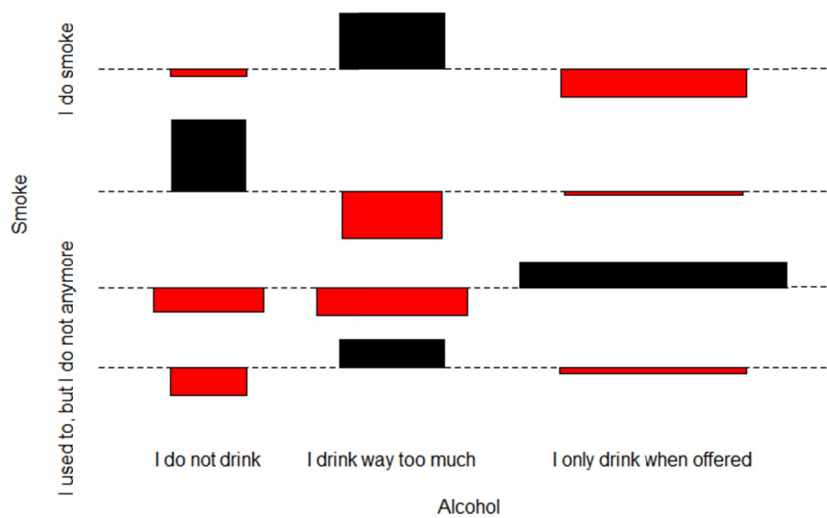 I do smoke
Smoke
I used to, but I do not anymore
I do not drink
I drink way too much
I only drink when offered
Alcohol